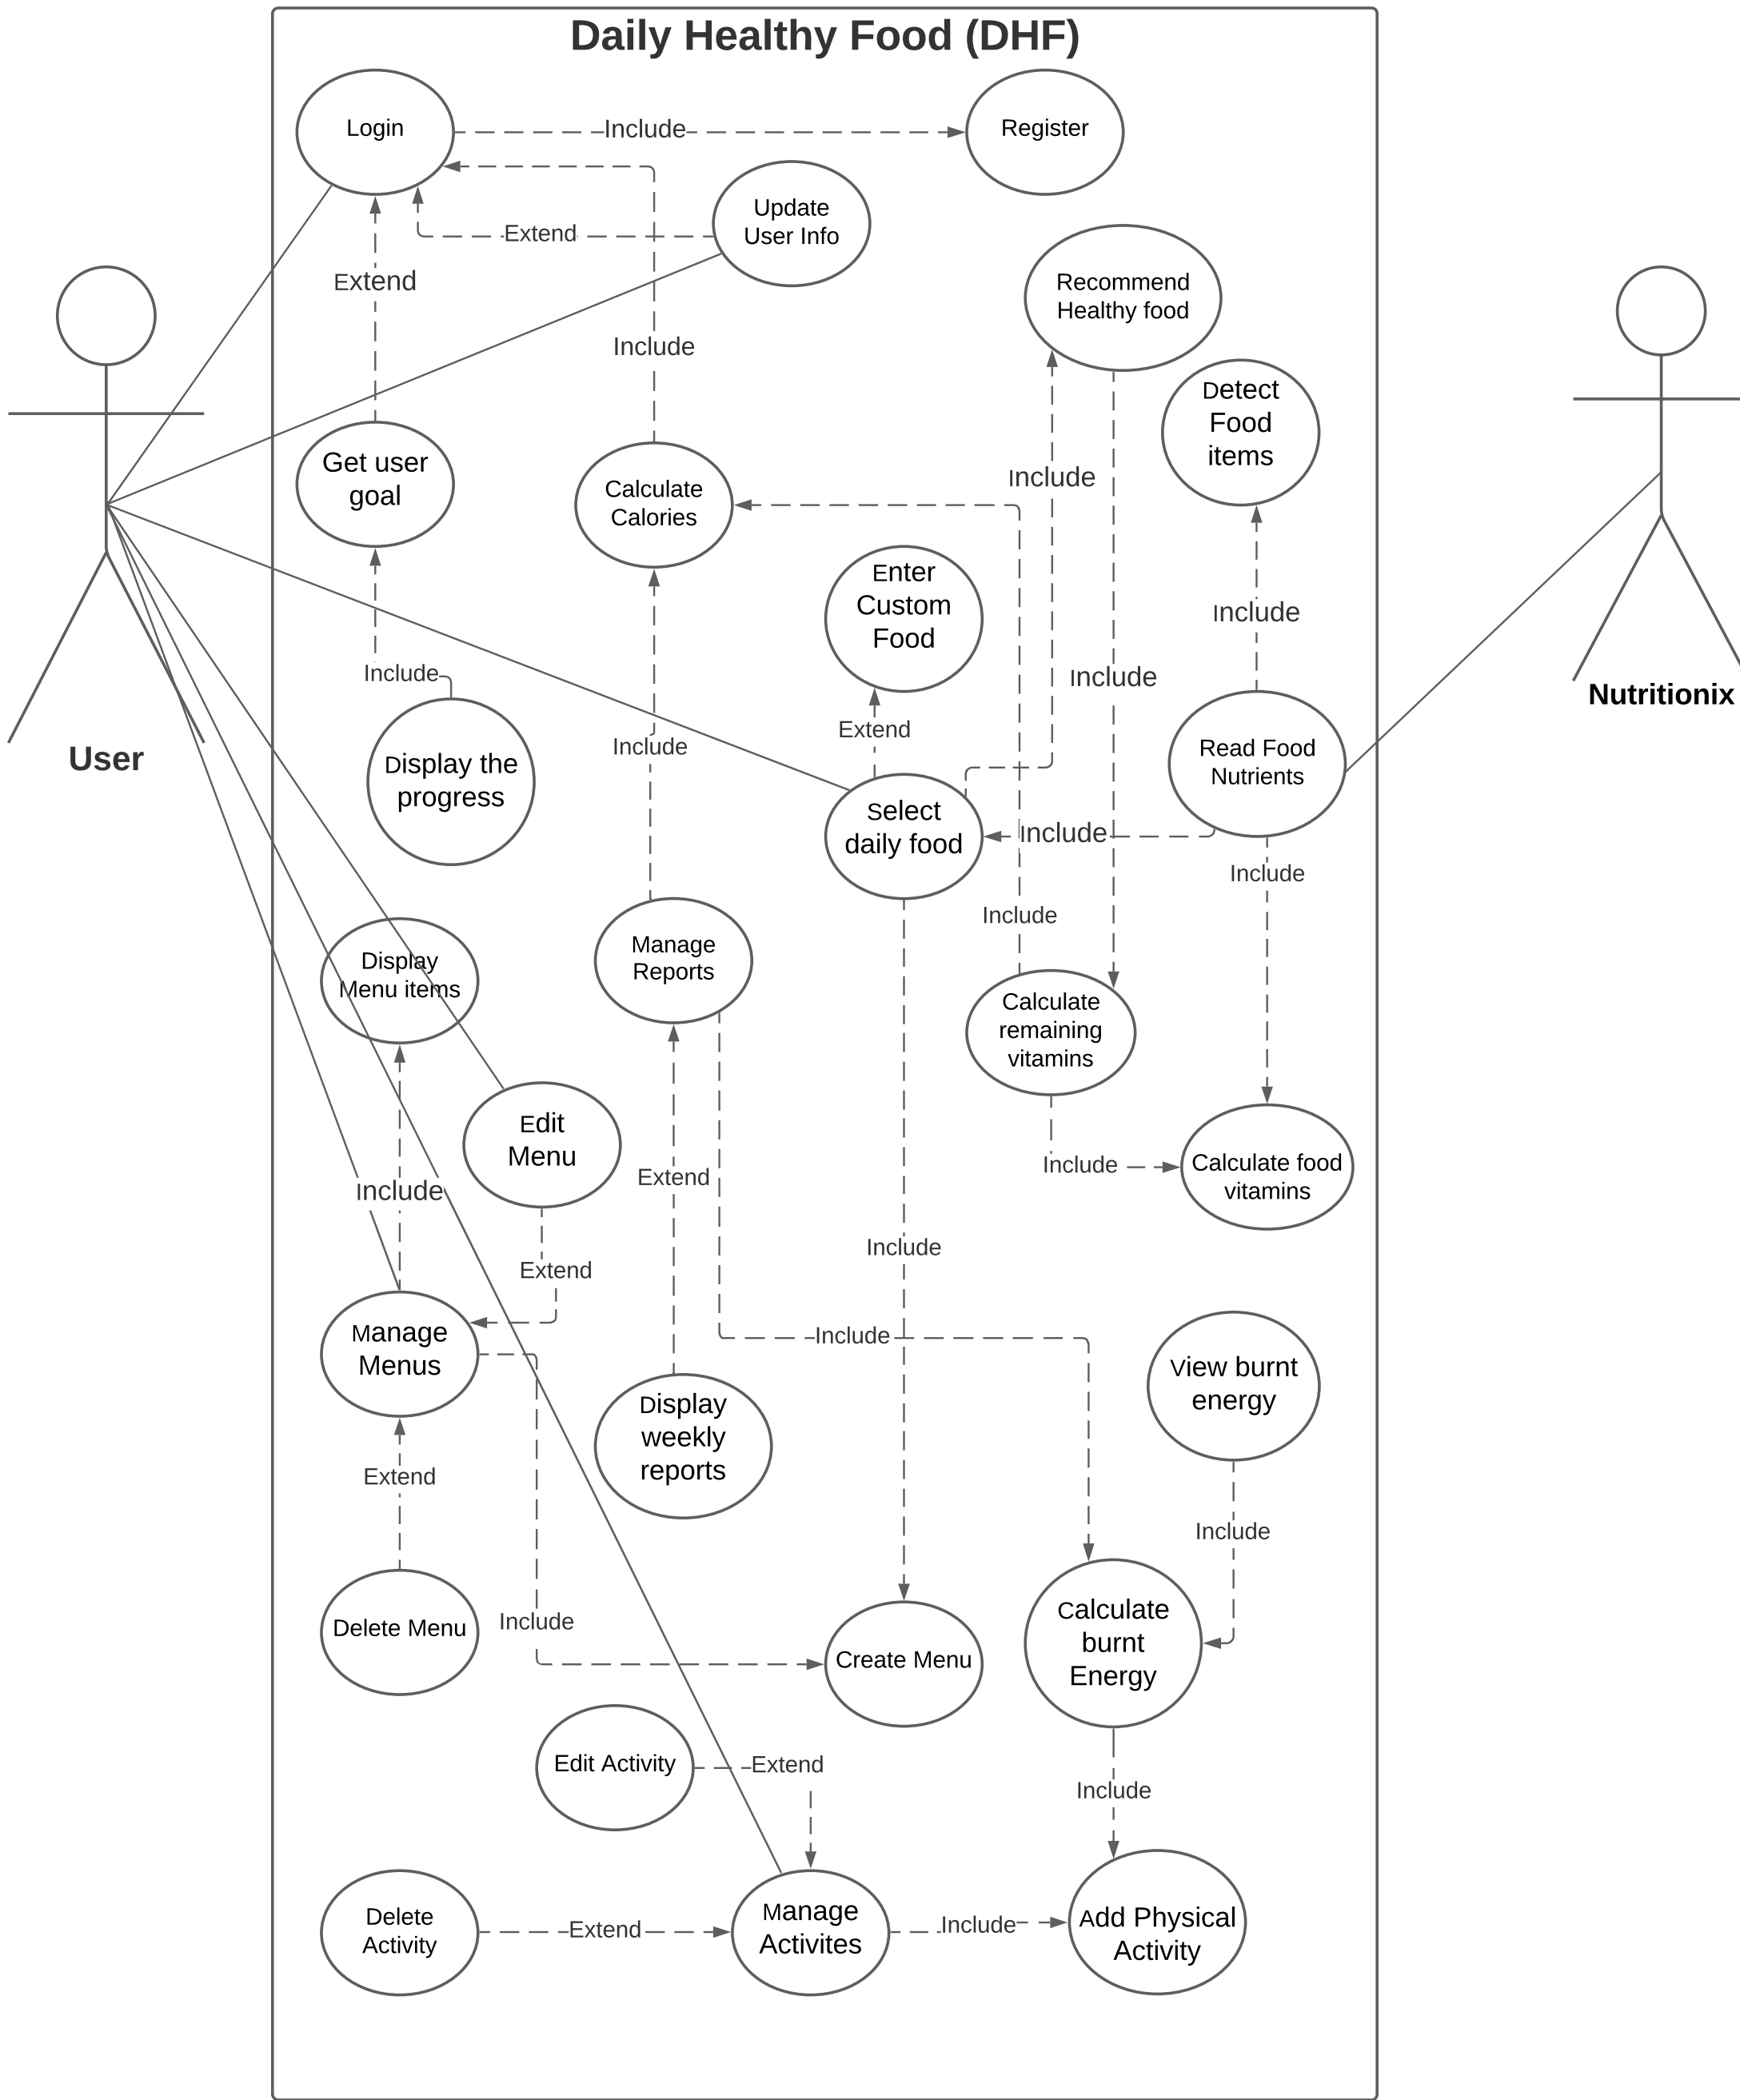 Daily Healthy Food (DHF)
Login
Include
Register
Update
User Info
Extend
Extend
Recommend
Healthy food
Include
Detect
Food
items
Get user
goal
Calculate
Calories
Include
Enter
Custom
Food
Include
Include
Include
Nutritionix
User
Display the
progress
Include
Extend
Read Food
Nutrients
Select
daily food
Include
Include
Include
Manage
Reports
Display
Menu items
Calculate
remaining
vitamins
Edit
Menu
Include
Extend
Include
Calculate food
vitamins
Include
Extend
Include
Manage
Menus
View burnt
energy
Display
weekly
reports
Extend
Include
Delete Menu
Include
Create Menu
Calculate
burnt
Energy
Edit Activity
Extend
Include
Delete
Activity
Extend
Manage
Activites
Include
Add Physical
Activity